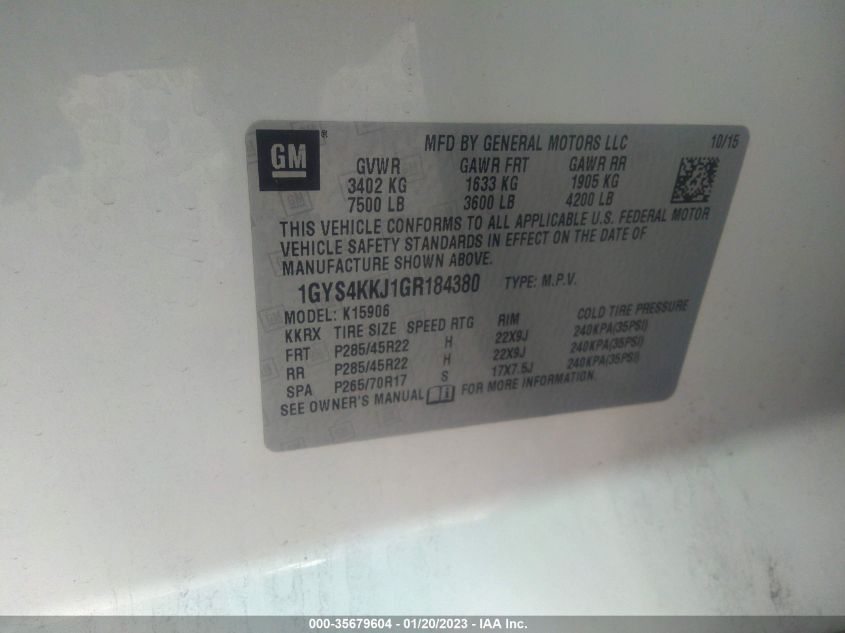 GM ®
MFD BY GENERAL MOTORS LLC 10/15
GVWR GAWR FRT GAWR RR
3402 KG 1633 KG 1905 KG
7500 LB 3600 LB 4200 LB
THIS VEHICLE CONFORMS TO ALL APPLICABLE U.S. FEDERAL MOTOR
VEHICLE SAFETY STANDARDS IN EFFECT ON THE DATE OF
MANUFACTURE SHOWN ABOVE.
1GYS4KKJ1GR184380 TYPE: M.P.V.
MODEL: K15906
KKRX TIRE SIZE SPEED RTG RIM COLD TIRE PRESSURE
FRT P285/45R22 H 22X9J 240KPA(35PSI)
RR P285/45R22 H 22X9J 240KPA(35PSI)
SPA P265/70R17 S 17X7.5J 240KPA(35PSI)
SEE OWNER'S MANUAL FOR MORE INFORMATION.
000-35679604 - 01/20/2023 - IAA Inc.